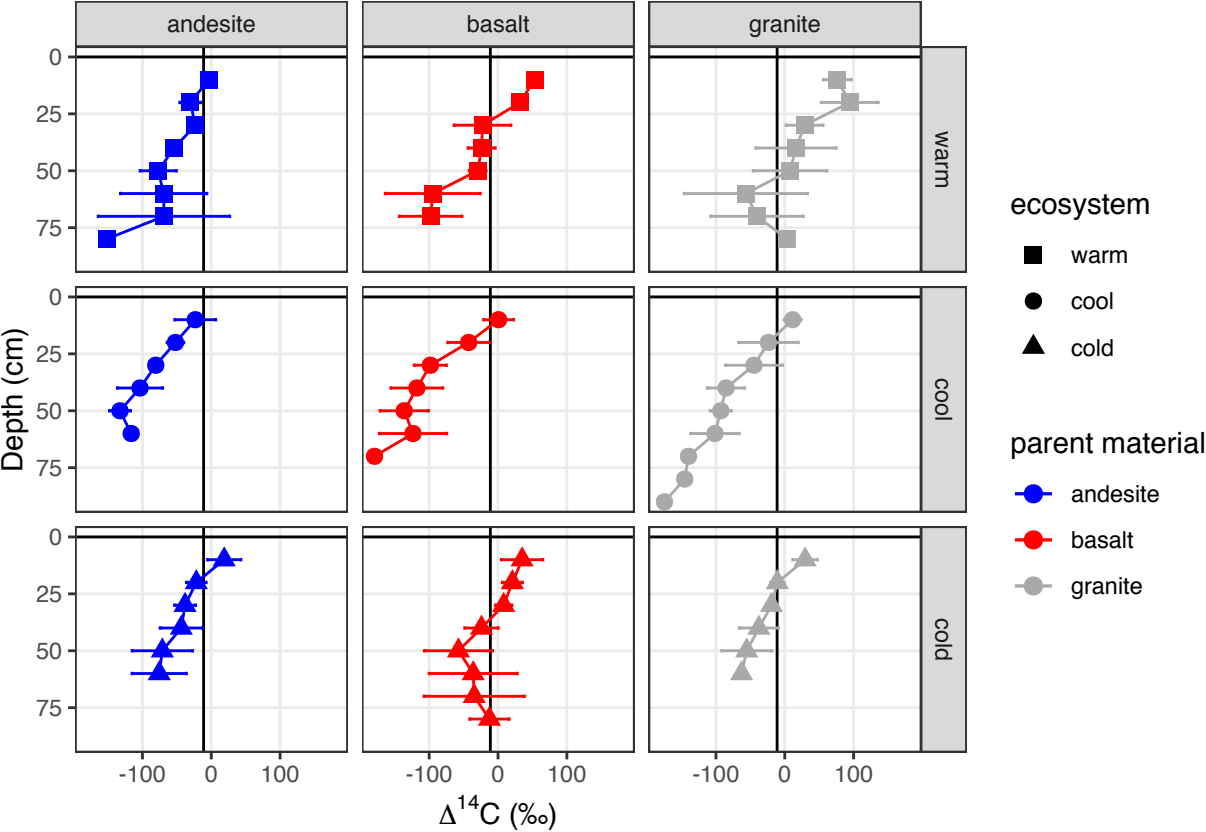 andesite basalt granite
0
25
50
75
warm
0
25
50
75
cool
0
25
50
75
cold
-100 0 100 -100 0 100 -100 0 100
Depth (cm)
Δ¹⁴C (‰)
ecosystem
warm
cool
cold
parent material
andesite
basalt
granite